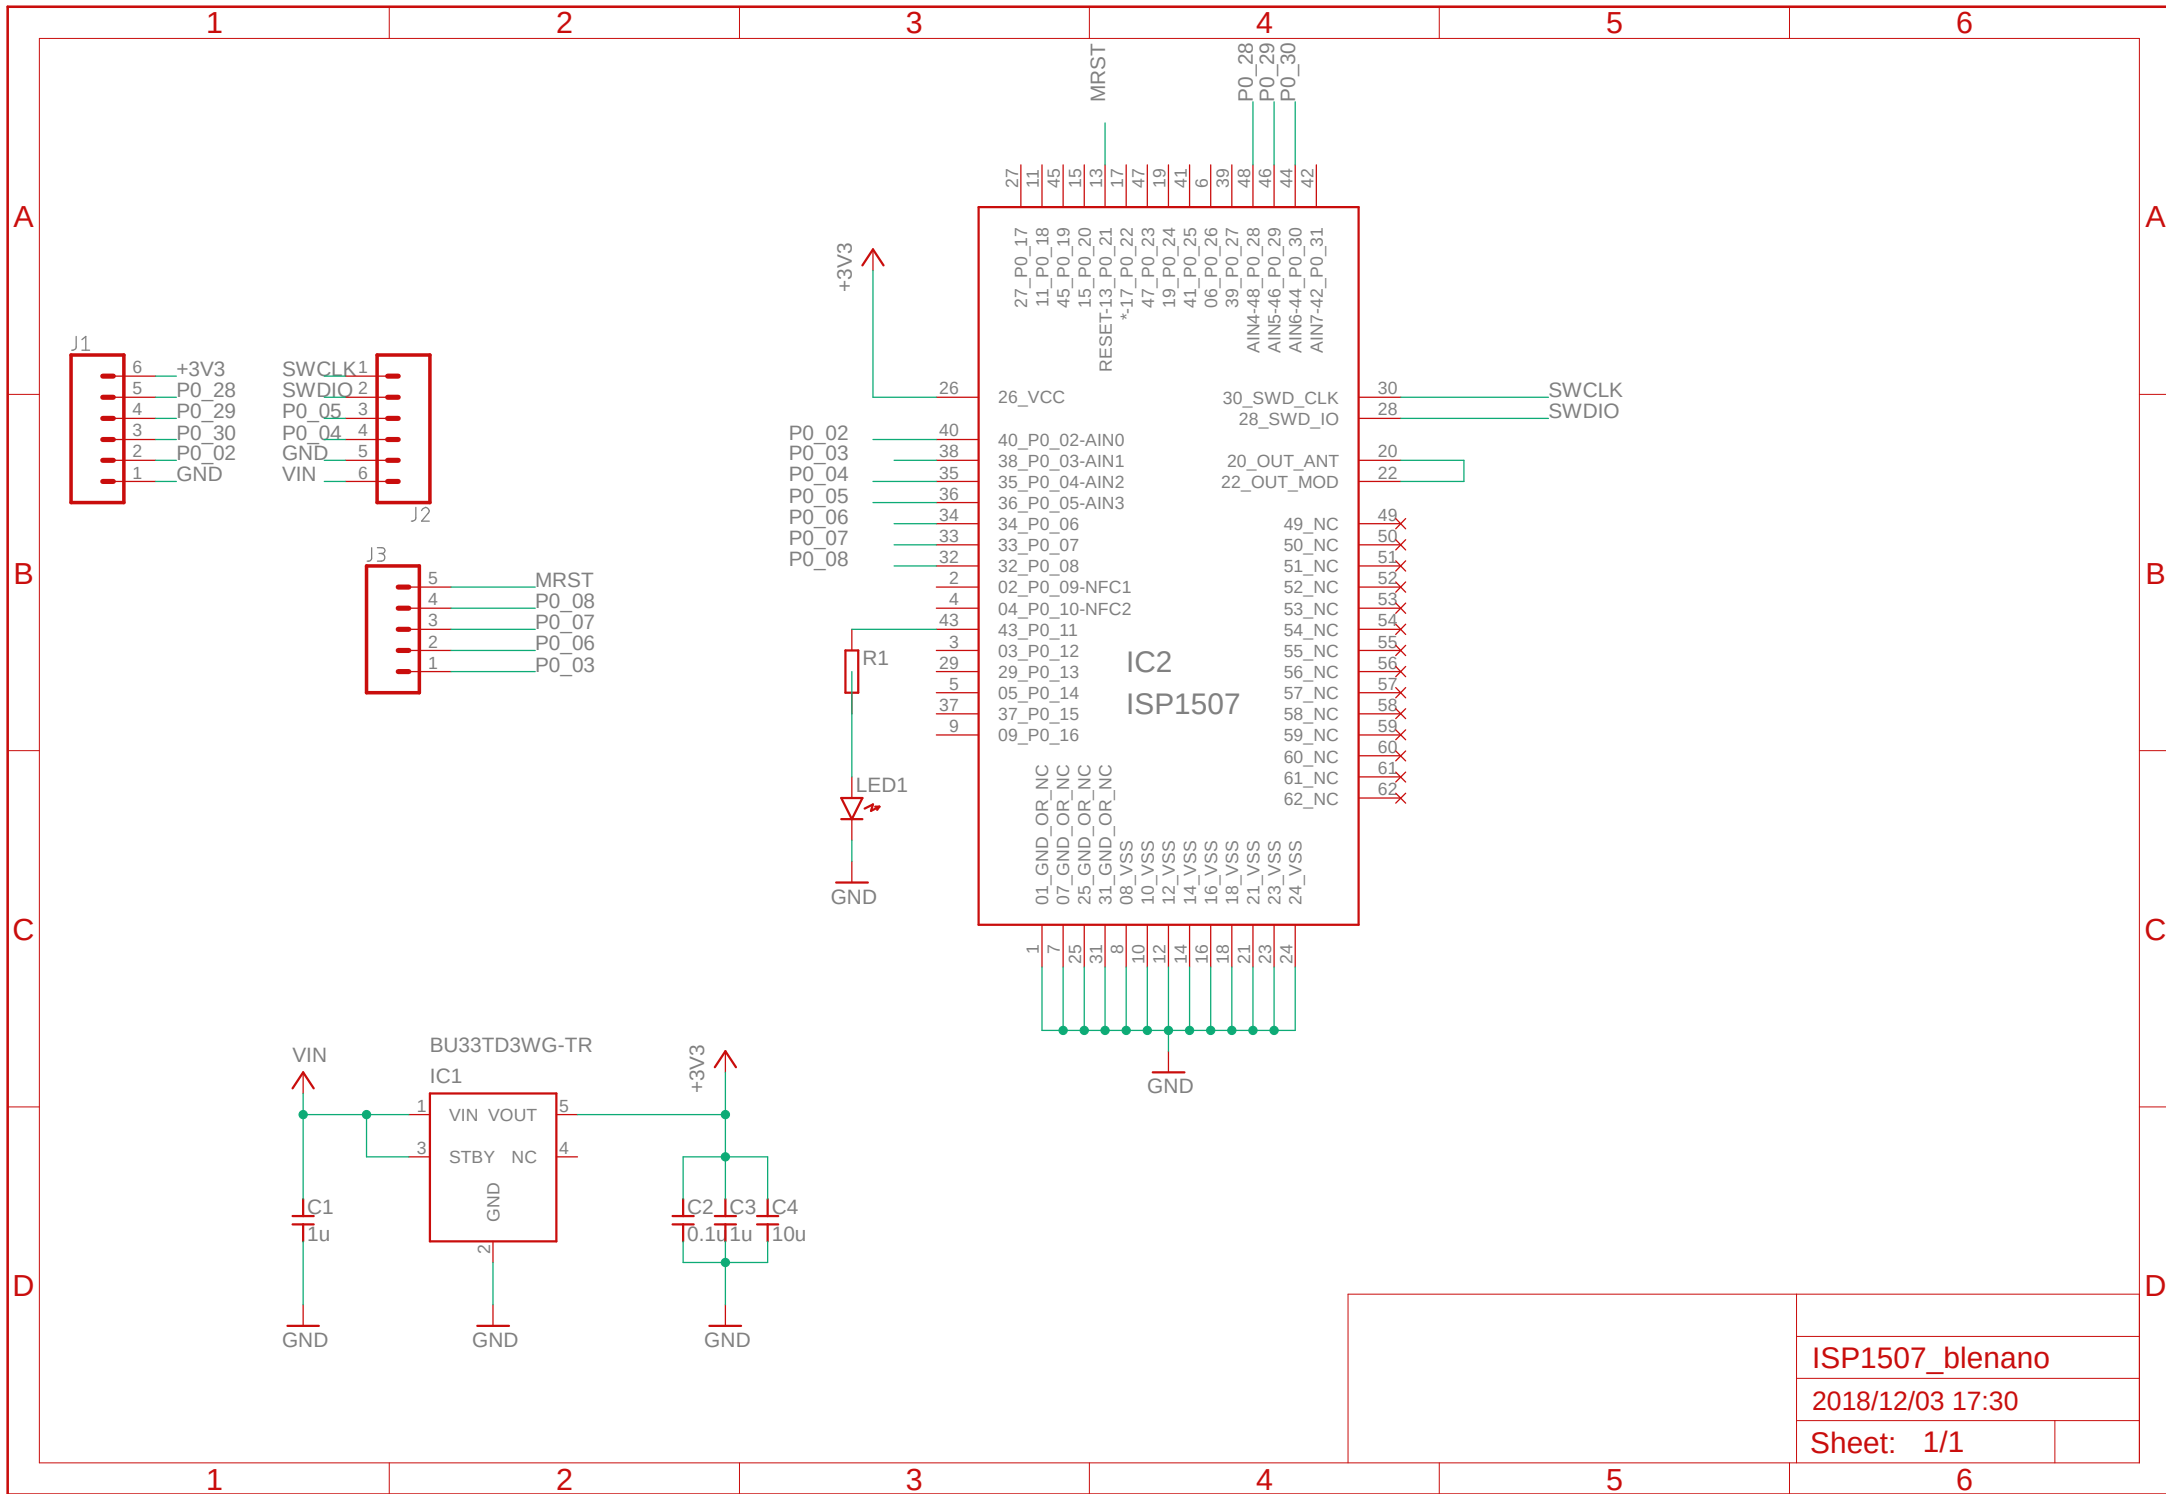 1 2 3 4 5 6
A A
B B
C C
D D
MRST
P0_28
P0_29
P0_30
27 11 45 15 13 17 47 19 41 6 39 48 46 44 42
27_P0_17
11_P0_18
45_P0_19
15_P0_20
RESET-13_P0_21
*-17_P0_22
47_P0_23
19_P0_24
41_P0_25
06_P0_26
39_P0_27
AIN4-48_P0_28
AIN5-46_P0_29
AIN6-44_P0_30
AIN7-42_P0_31
+3V3
J1
6 +3V3
5 P0_28
4 P0_29
3 P0_30
2 P0_02
1 GND
SWCLK 1
SWDIO 2
P0_05 3
P0_04 4
GND 5
VIN 6
J2
J3
5 MRST
4 P0_08
3 P0_07
2 P0_06
1 P0_03
26 26_VCC
P0_02 40 40_P0_02-AIN0
P0_03 38 38_P0_03-AIN1
P0_04 35 35_P0_04-AIN2
P0_05 36 36_P0_05-AIN3
P0_06 34 34_P0_06
P0_07 33 33_P0_07
P0_08 32 32_P0_08
2 02_P0_09-NFC1
4 04_P0_10-NFC2
43 43_P0_11
3 03_P0_12
29 29_P0_13
5 05_P0_14
37 37_P0_15
9 09_P0_16
30_SWD_CLK 30 SWCLK
28_SWD_IO 28 SWDIO
20_OUT_ANT 20
22_OUT_MOD 22
49_NC 49
50_NC 50
51_NC 51
52_NC 52
53_NC 53
54_NC 54
55_NC 55
56_NC 56
57_NC 57
58_NC 58
59_NC 59
60_NC 60
61_NC 61
62_NC 62
IC2
ISP1507
R1
LED1
GND
01_GND_OR_NC
07_GND_OR_NC
25_GND_OR_NC
31_GND_OR_NC
08_VSS
10_VSS
12_VSS
14_VSS
16_VSS
18_VSS
21_VSS
23_VSS
24_VSS
1 7 25 31 8 10 12 14 16 18 21 23 24
GND
VIN
BU33TD3WG-TR
IC1
+3V3
1 VIN VOUT 5
3 STBY NC 4
GND
2
C1
1u
C2 C3 C4
0.1u 1u 10u
GND GND GND
ISP1507_blenano
2018/12/03 17:30
Sheet: 1/1
1 2 3 4 5 6